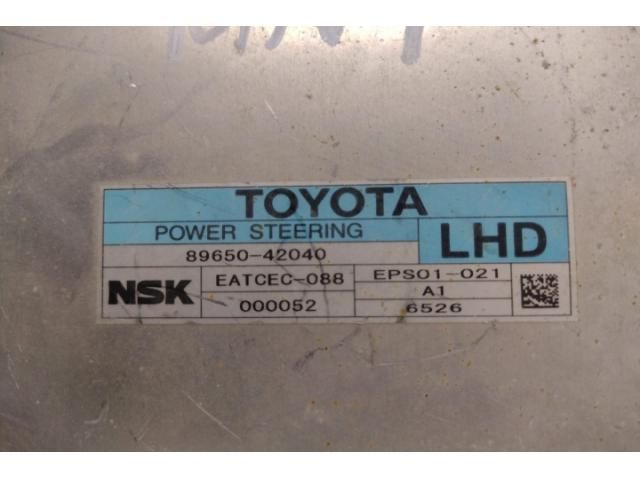 TOYOTA
POWER STEERING
LHD
89650-42040
NSK
EATCEC-088
EPS01-021
A1
000052
6526